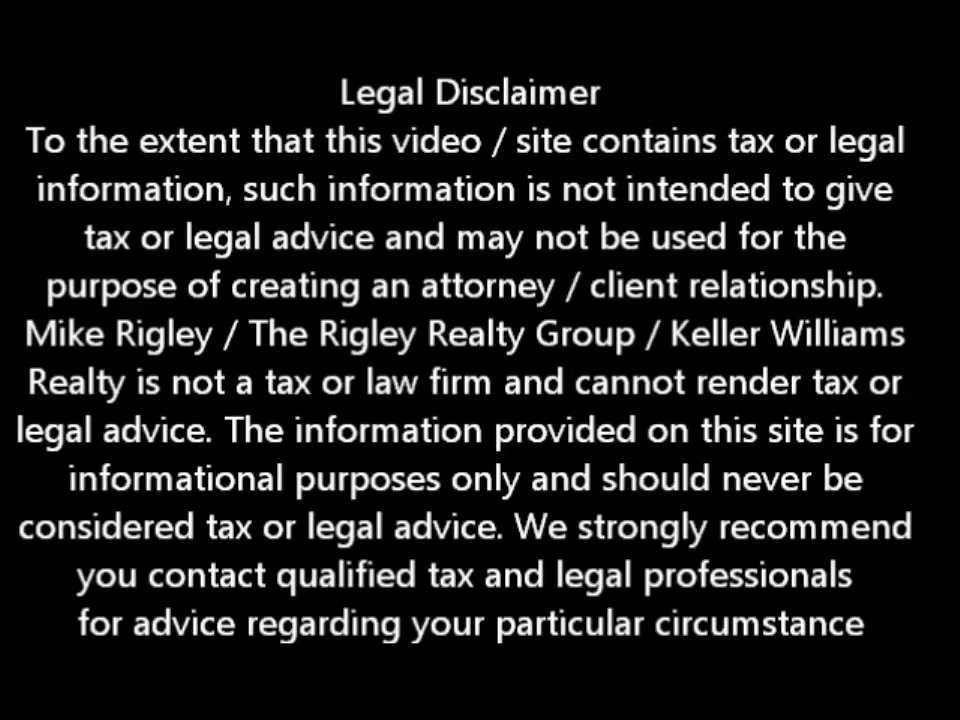 Legal Disclaimer
To the extent that this video / site contains tax or legal
information, such information is not intended to give
tax or legal advice and may not be used for the
purpose of creating an attorney / client relationship.
Mike Rigley / The Rigley Realty Group / Keller Williams
Realty is not a tax or law firm and cannot render tax or
legal advice. The information provided on this site is for
informational purposes only and should never be
considered tax or legal advice. We strongly recommend
you contact qualified tax and legal professionals
for advice regarding your particular circumstance